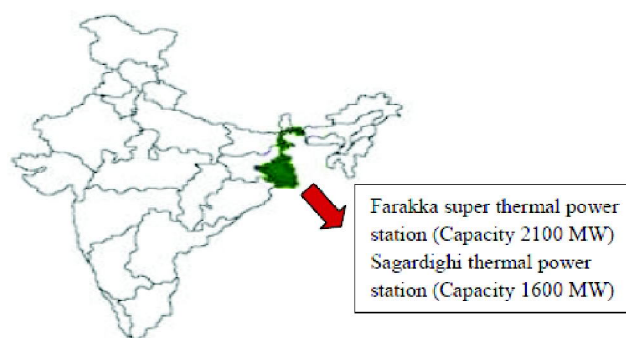 Farakka super thermal power
station (Capacity 2100 MW)
Sagardighi thermal power
station (Capacity 1600 MW)